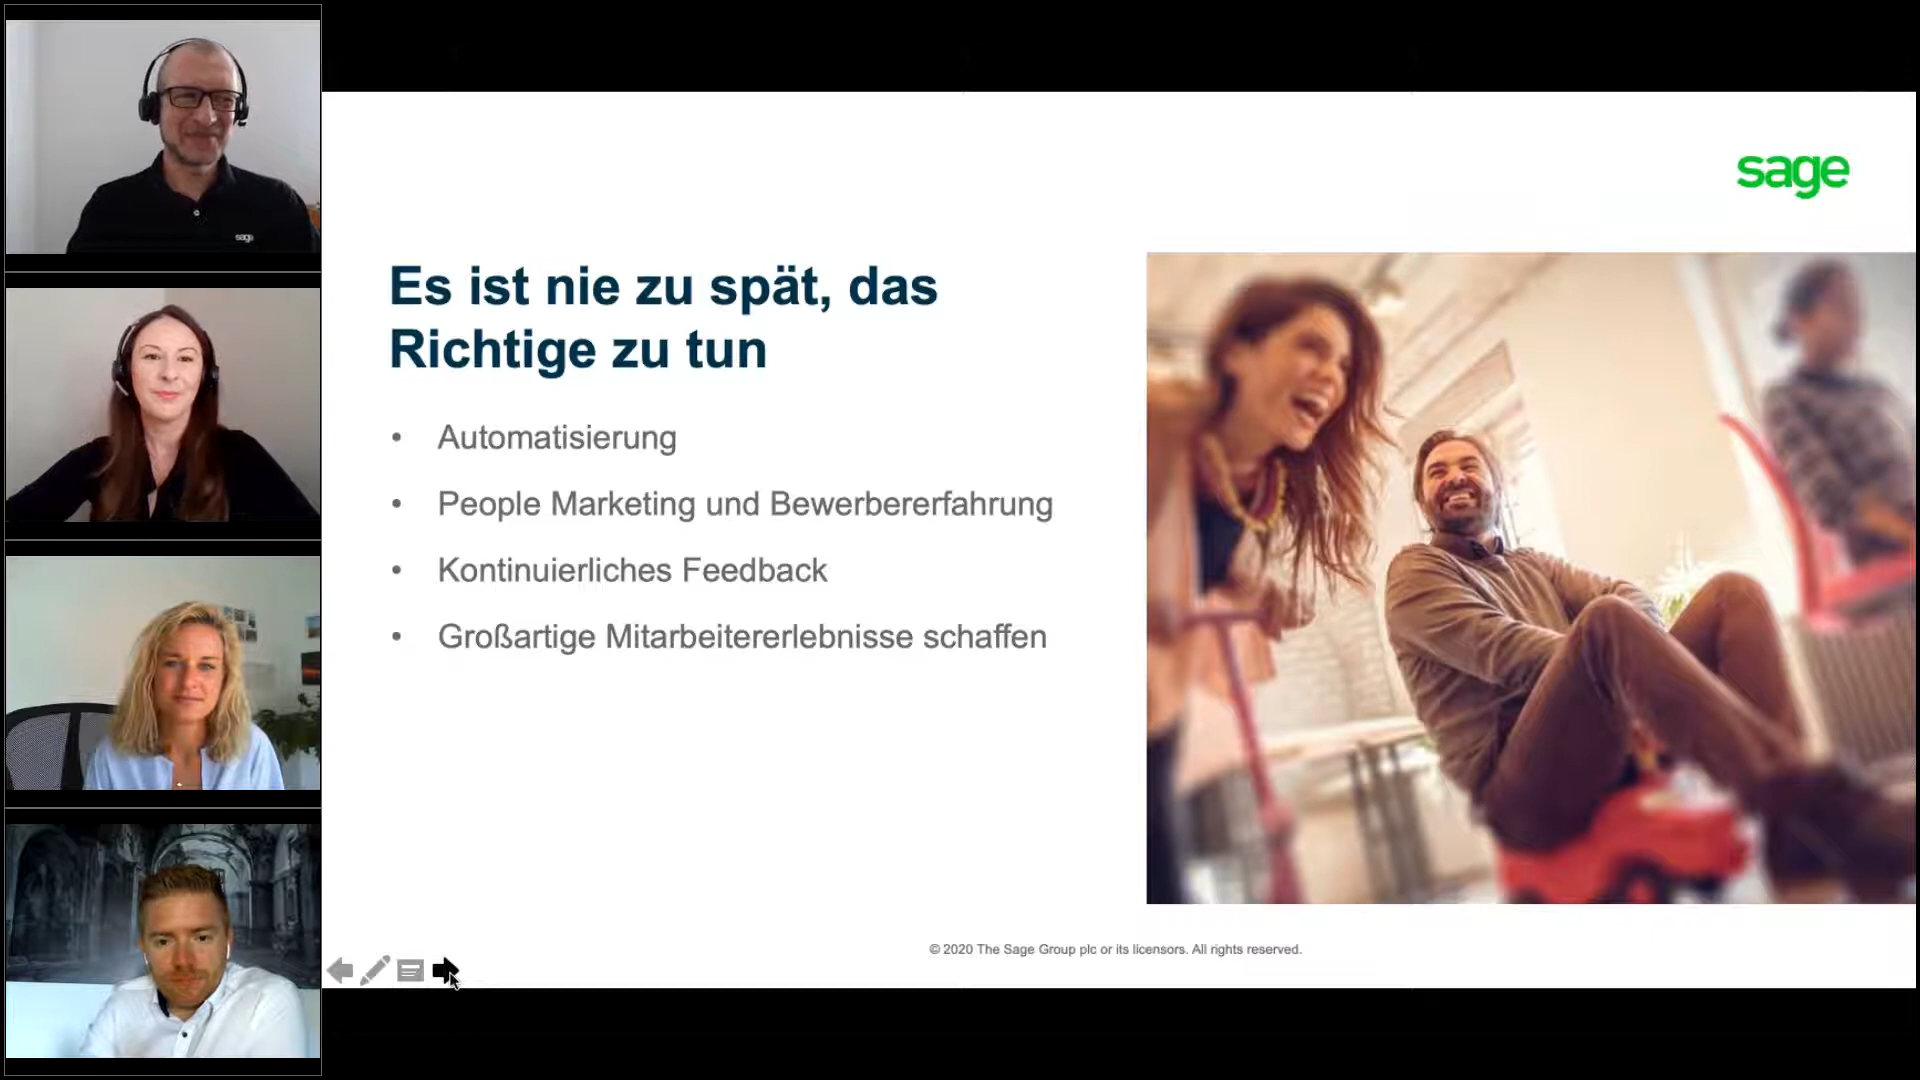 sage
sage
Es ist nie zu spät, das
Richtige zu tun
• Automatisierung
• People Marketing und Bewerbererfahrung
• Kontinuierliches Feedback
• Großartige Mitarbeitererlebnisse schaffen
© 2020 The Sage Group plc or its licensors. All rights reserved.